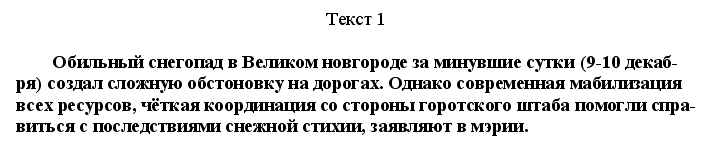 Текст 1
Обильный снегопад в Великом новгороде за минувшие сутки (9-10 декаб-
ря) создал сложную обстоновку на дорогах. Однако современная мабилизация
всех ресурсов, чёткая координация со стороны горотского штаба помогли спра-
виться с последствиями снежной стихии, заявляют в мэрии.